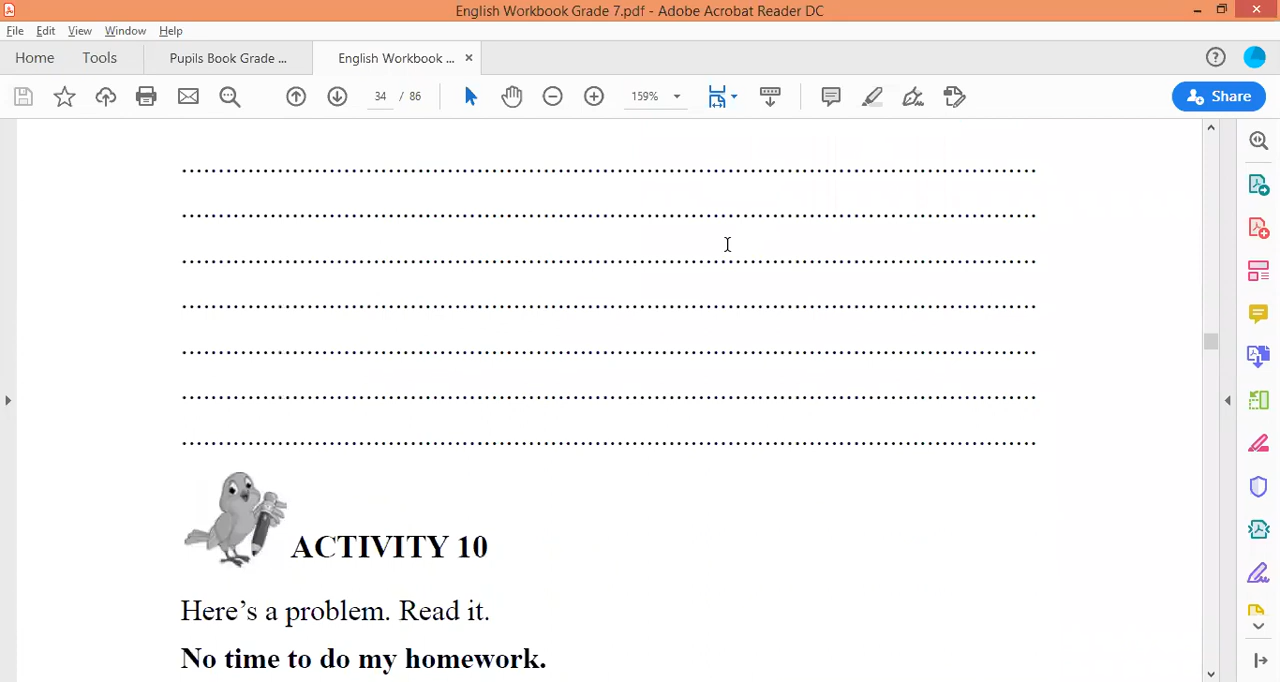 English Workbook Grade 7.pdf - Adobe Acrobat Reader DC
File Edit View Window Help
Home Tools Pupils Book Grade ... English Workbook ... ×
34 / 86 159% Share
ACTIVITY 10
Here’s a problem. Read it.
No time to do my homework.